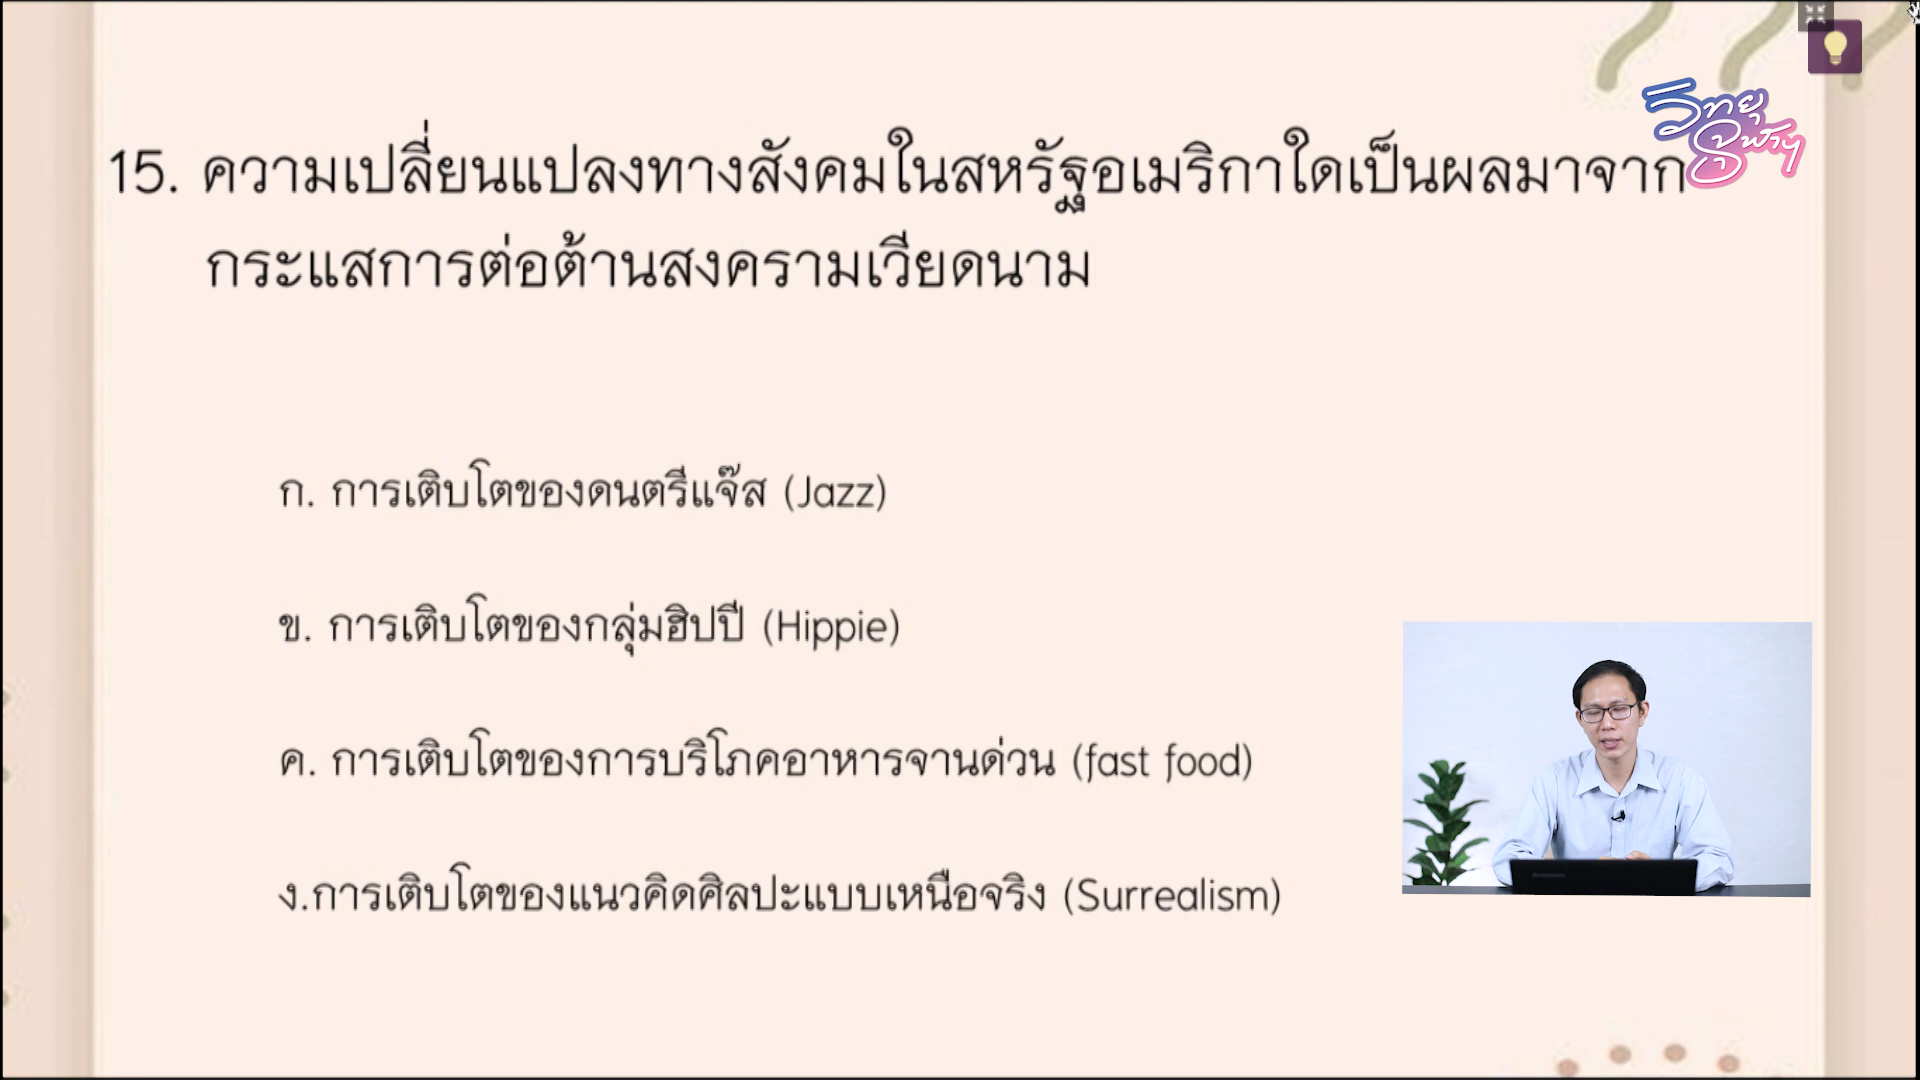 วิทยุ
จุฬาฯ
15. ความเปลี่ยนแปลงทางสังคมในสหรัฐอเมริกาใดเป็นผลมาจาก
กระแสการต่อต้านสงครามเวียดนาม
ก. การเติบโตของดนตรีแจ๊ส (Jazz)
ข. การเติบโตของกลุ่มฮิปปี (Hippie)
ค. การเติบโตของการบริโภคอาหารจานด่วน (fast food)
ง.การเติบโตของแนวคิดศิลปะแบบเหนือจริง (Surrealism)